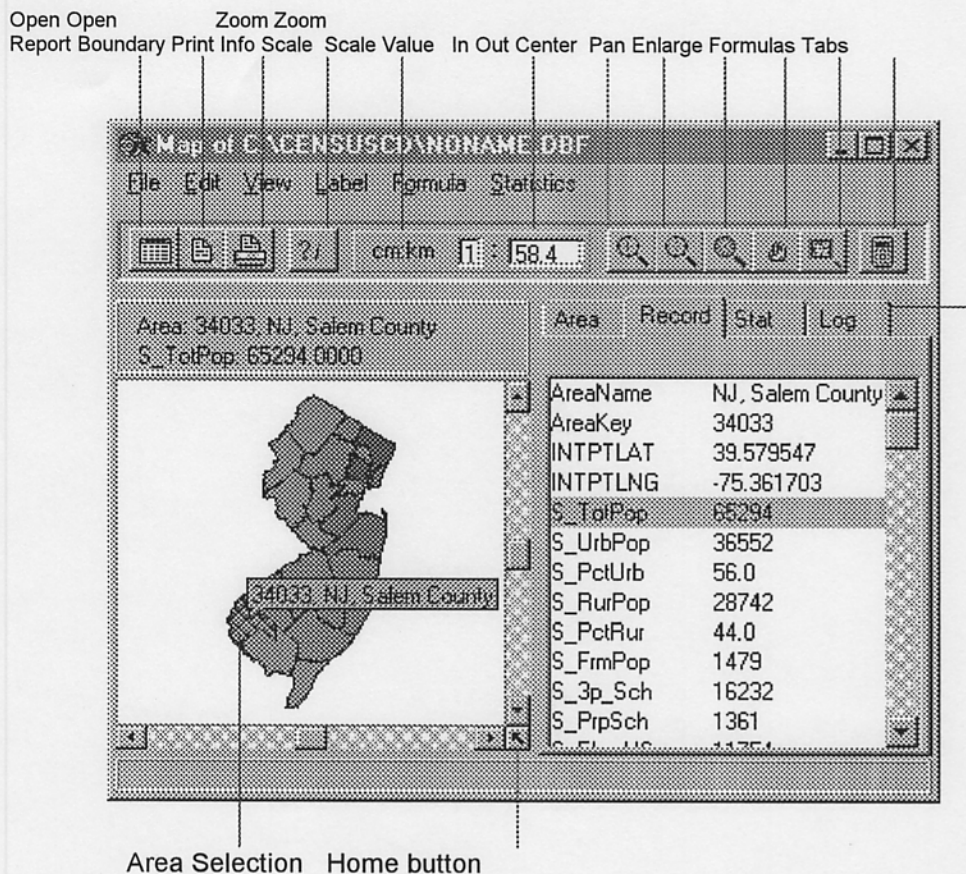 Open Open Zoom Zoom
Report Boundary Print Info Scale Scale Value In Out Center Pan Enlarge Formulas Tabs
Map of C:\CENSUSCD\NONAME.DBF
File Edit View Label Formula Statistics
?i cm:km 1 : 58.4
Area: 34033, NJ, Salem County
S_TotPop: 65294.0000
Area Record Stat Log
AreaName NJ, Salem County
AreaKey 34033
INTPTLAT 39.579547
INTPTLNG -75.361703
S_TotPop 65294
S_UrbPop 36552
S_PctUrb 56.0
S_RurPop 28742
S_PctRur 44.0
S_FrmPop 1479
S_3p_Sch 16232
S_PrpSch 1361
34033, NJ, Salem County
Area Selection Home button